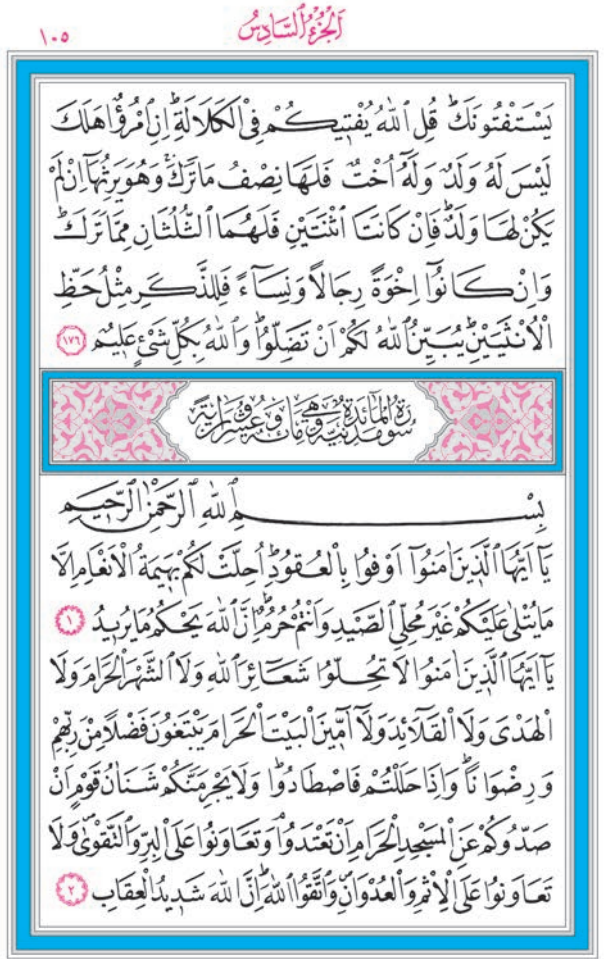 اَلْجُزْءُ السَّادِسُ
١٠٥
يَسْتَفْتُونَكَۜ قُلِ اللّٰهُ يُفْت۪يكُمْ فِي الْكَلَالَةِۜ اِنِ امْرُؤٌا هَلَكَ
لَيْسَ لَهُ وَلَدٌ وَلَهُٓ اُخْتٌ فَلَهَا نِصْفُ مَا تَرَكَۚ وَهُوَ يَرِثُهَٓا اِنْ لَمْ
يَكُنْ لَهَا وَلَدٌۜ فَاِنْ كَانَتَا اثْنَتَيْنِ فَلَهُمَا الثُّلُثَانِ مِمَّا تَرَكَۜ
وَاِنْ كَانُٓوا اِخْوَةً رِجَالًا وَنِسَٓاءً فَلِلذَّكَرِ مِثْلُ حَظِّ
الْاُنْثَيَيْنِۜ يُبَيِّنُ اللّٰهُ لَكُمْ اَنْ تَضِلُّواۜ وَاللّٰهُ بِكُلِّ شَيْءٍ عَل۪يمٌ ﴿١٧٦﴾
سُورَةُ الْمَائِدَةِ مَدَنِيَّةٌ وَهِيَ مِائَةٌ وَعِشْرُونَ اٰيَةً
بِسْمِ اللّٰهِ الرَّحْمٰنِ الرَّح۪يمِ
يَٓا اَيُّهَا الَّذ۪ينَ اٰمَنُٓوا اَوْفُوا بِالْعُقُودِۜ اُحِلَّتْ لَكُمْ بَه۪يمَةُ الْاَنْعَامِ اِلَّا
مَا يُتْلٰى عَلَيْكُمْ غَيْرَ مُحِلِّي الصَّيْدِ وَاَنْتُمْ حُرُمٌۜ اِنَّ اللّٰهَ يَحْكُمُ مَا يُر۪يدُ ﴿١﴾
يَٓا اَيُّهَا الَّذ۪ينَ اٰمَنُوا لَا تُحِلُّوا شَعَٓائِرَ اللّٰهِ وَلَا الشَّهْرَ الْحَرَامَ وَلَا
الْهَدْيَ وَلَا الْقَلَٓائِدَ وَلَٓا اٰمّ۪ينَ الْبَيْتَ الْحَرَامَ يَبْتَغُونَ فَضْلًا مِنْ رَبِّهِمْ
وَرِضْوَانًاۜ وَاِذَا حَلَلْتُمْ فَاصْطَادُواۜ وَلَا يَجْرِمَنَّكُمْ شَنَاٰنُ قَوْمٍ اَنْ
صَدُّوكُمْ عَنِ الْمَسْجِدِ الْحَرَامِ اَنْ تَعْتَدُواۢ وَتَعَاوَنُوا عَلَى الْبِرِّ وَالتَّقْوٰىۖ وَلَا
تَعَاوَنُوا عَلَى الْاِثْمِ وَالْعُدْوَانِۖ وَاتَّقُوا اللّٰهَۜ اِنَّ اللّٰهَ شَد۪يدُ الْعِقَابِ ﴿٢﴾